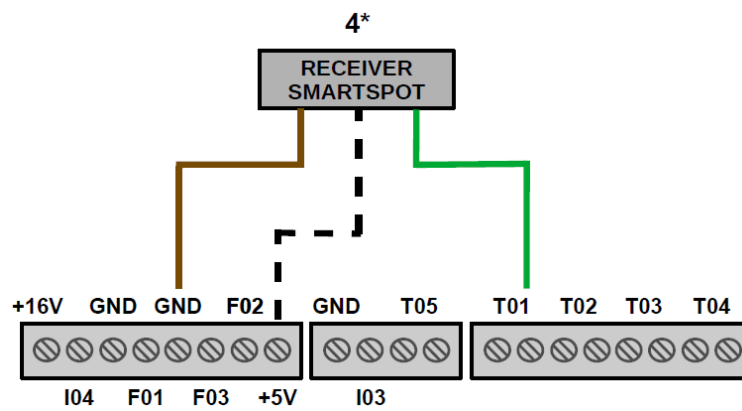 4*
RECEIVER
SMARTSPOT
+16V GND GND F02 GND T05 T01 T02 T03 T04
I04 F01 F03 +5V I03